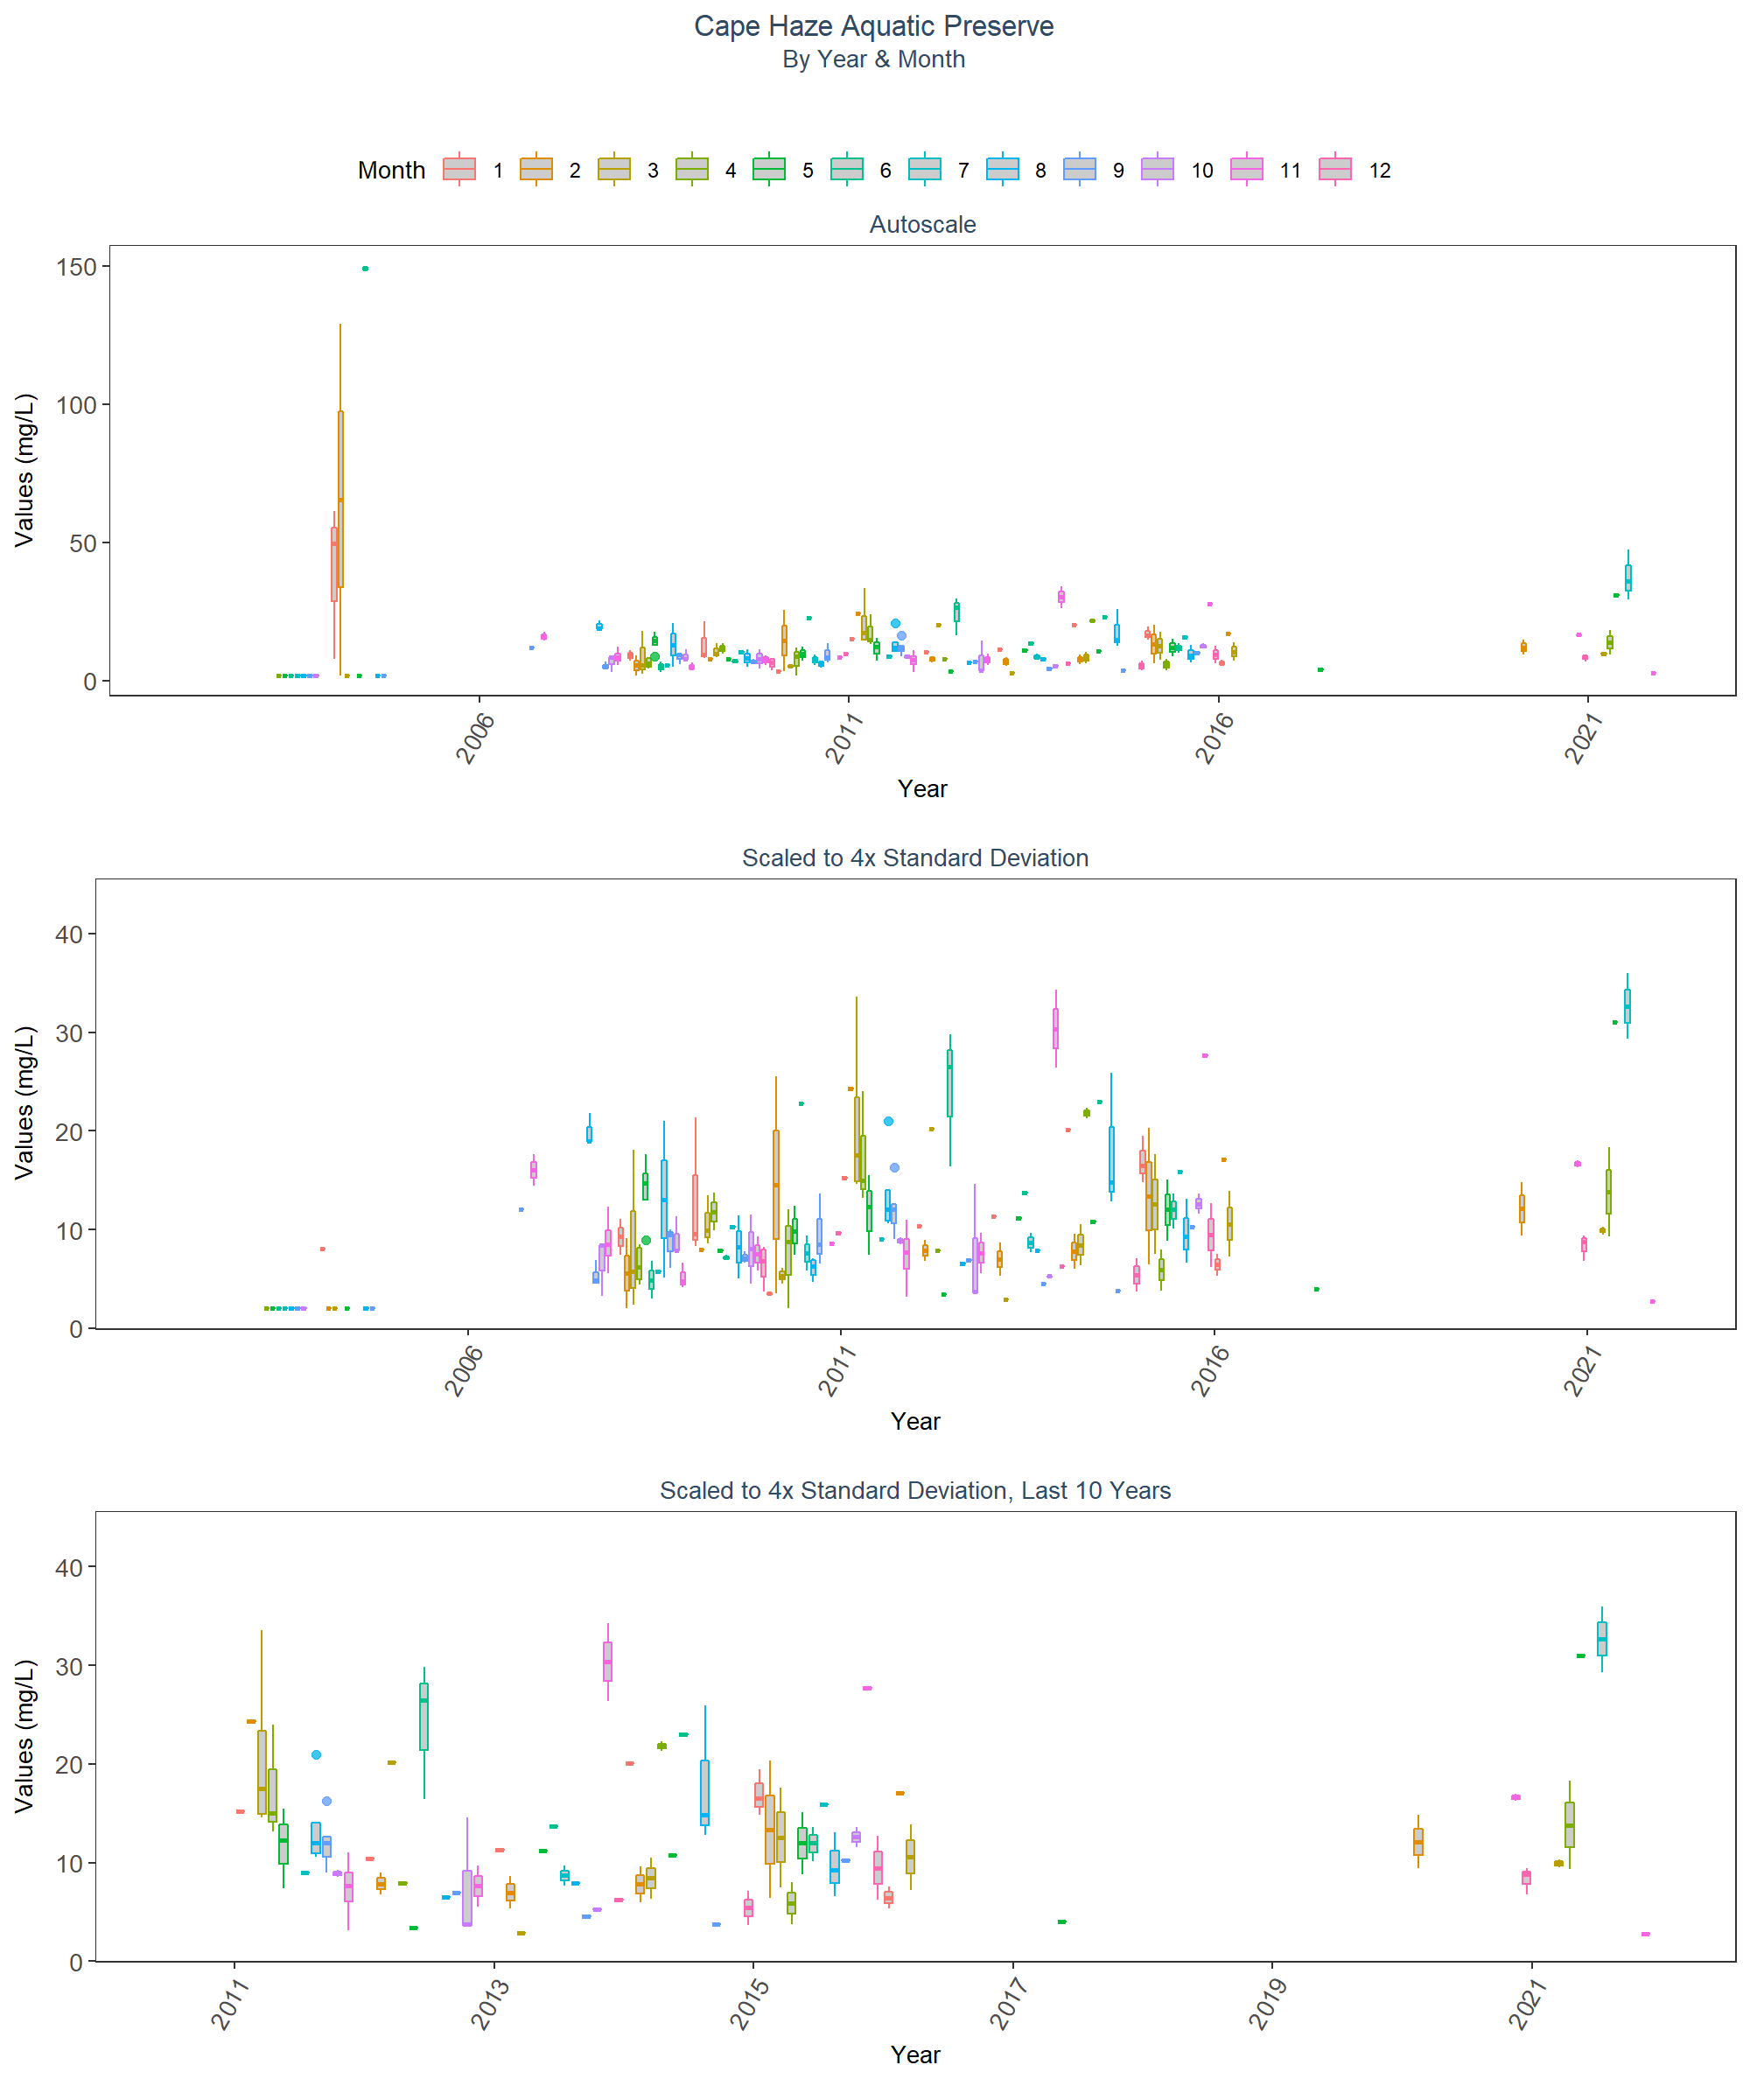 Cape Haze Aquatic Preserve
By Year & Month
Month 1 2 3 4 5 6 7 8 9 10 11 12
Autoscale
Values (mg/L)
150
100
50
0
2006 2011 2016 2021
Year
Scaled to 4x Standard Deviation
Values (mg/L)
40
30
20
10
0
2006 2011 2016 2021
Year
Scaled to 4x Standard Deviation, Last 10 Years
Values (mg/L)
40
30
20
10
0
2011 2013 2015 2017 2019 2021
Year